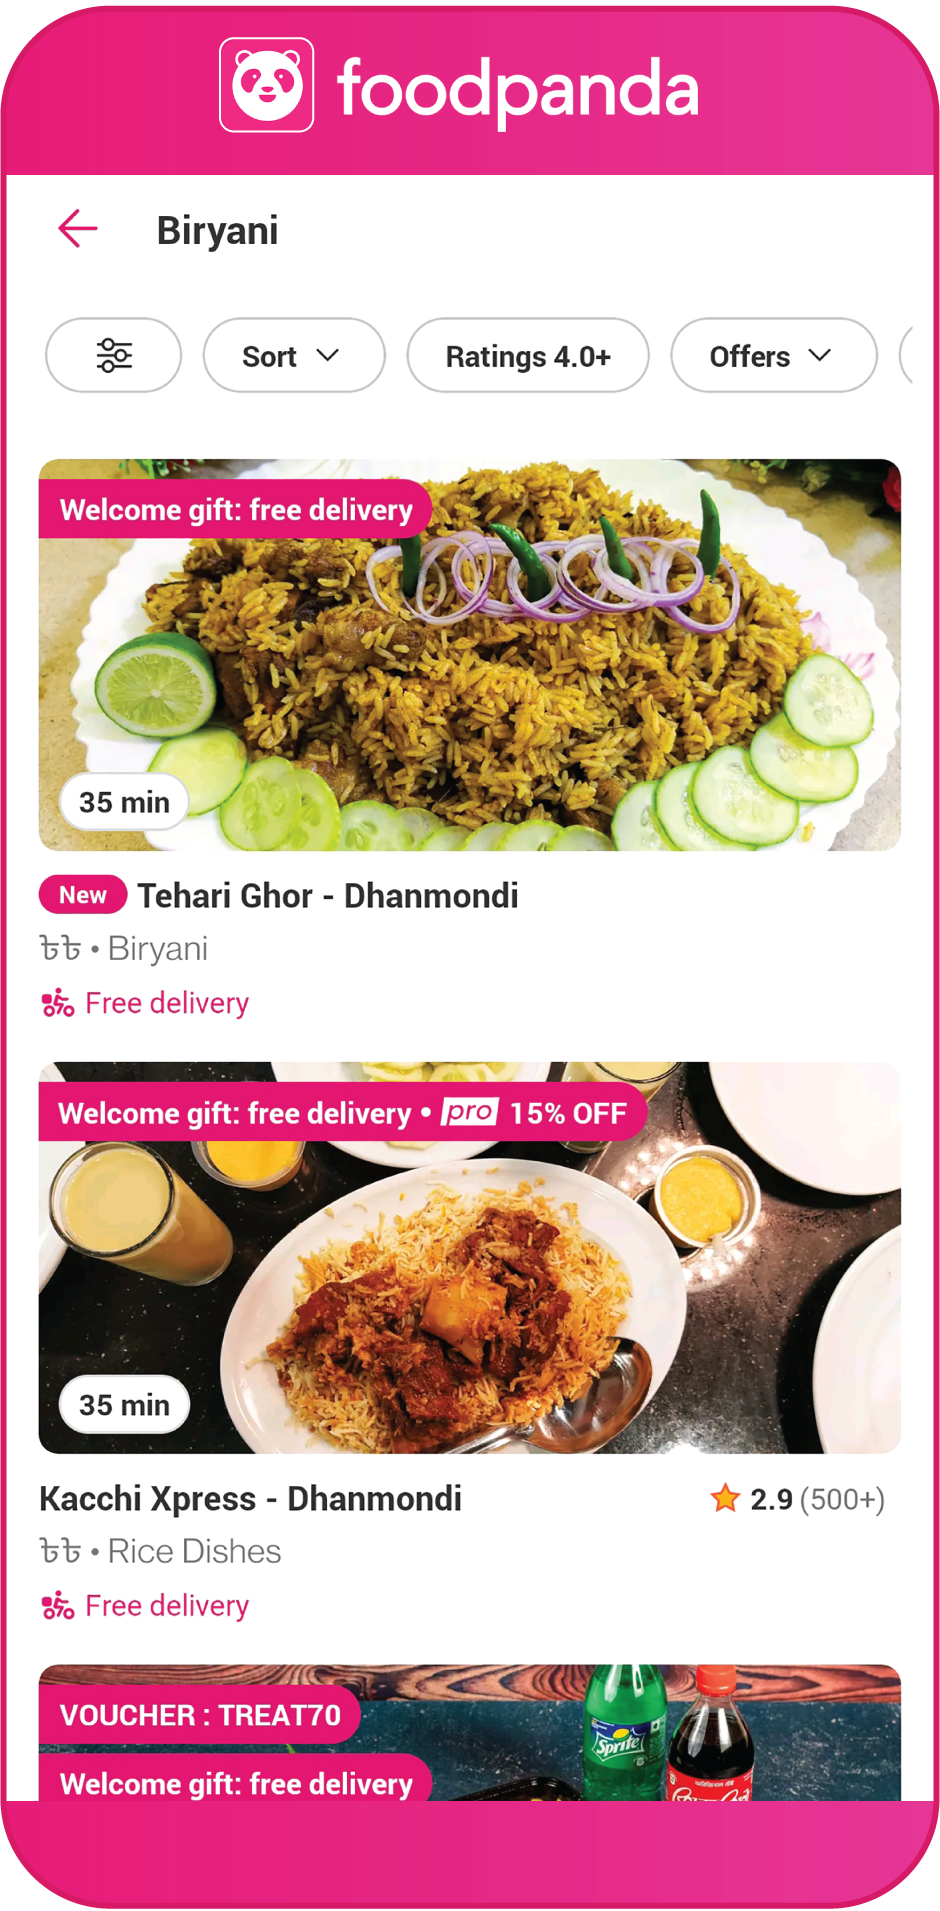 foodpanda
Biryani
Sort
Ratings 4.0+
Offers
Welcome gift: free delivery
35 min
New Tehari Ghor - Dhanmondi
৳৳ • Biryani
Free delivery
Welcome gift: free delivery • pro 15% OFF
35 min
Kacchi Xpress - Dhanmondi
2.9 (500+)
৳৳ • Rice Dishes
Free delivery
VOUCHER : TREAT70
Sprite
Welcome gift: free delivery